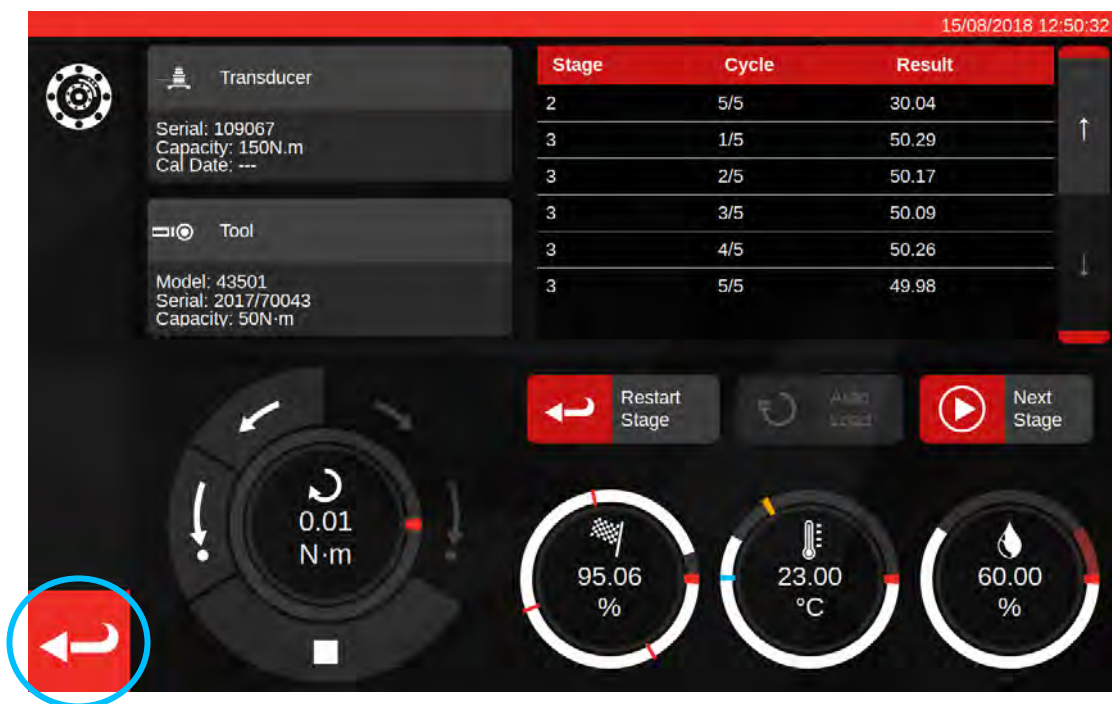 15/08/2018 12:50:32
Transducer
Serial: 109067
Capacity: 150N.m
Cal Date: ---
Tool
Model: 43501
Serial: 2017/70043
Capacity: 50N·m
Stage Cycle Result
2 5/5 30.04
3 1/5 50.29
3 2/5 50.17
3 3/5 50.09
3 4/5 50.26
3 5/5 49.98
↑
↓
Restart
Stage
Auto
Next
Stage
0.01
N·m
95.06
%
23.00
°C
60.00
%